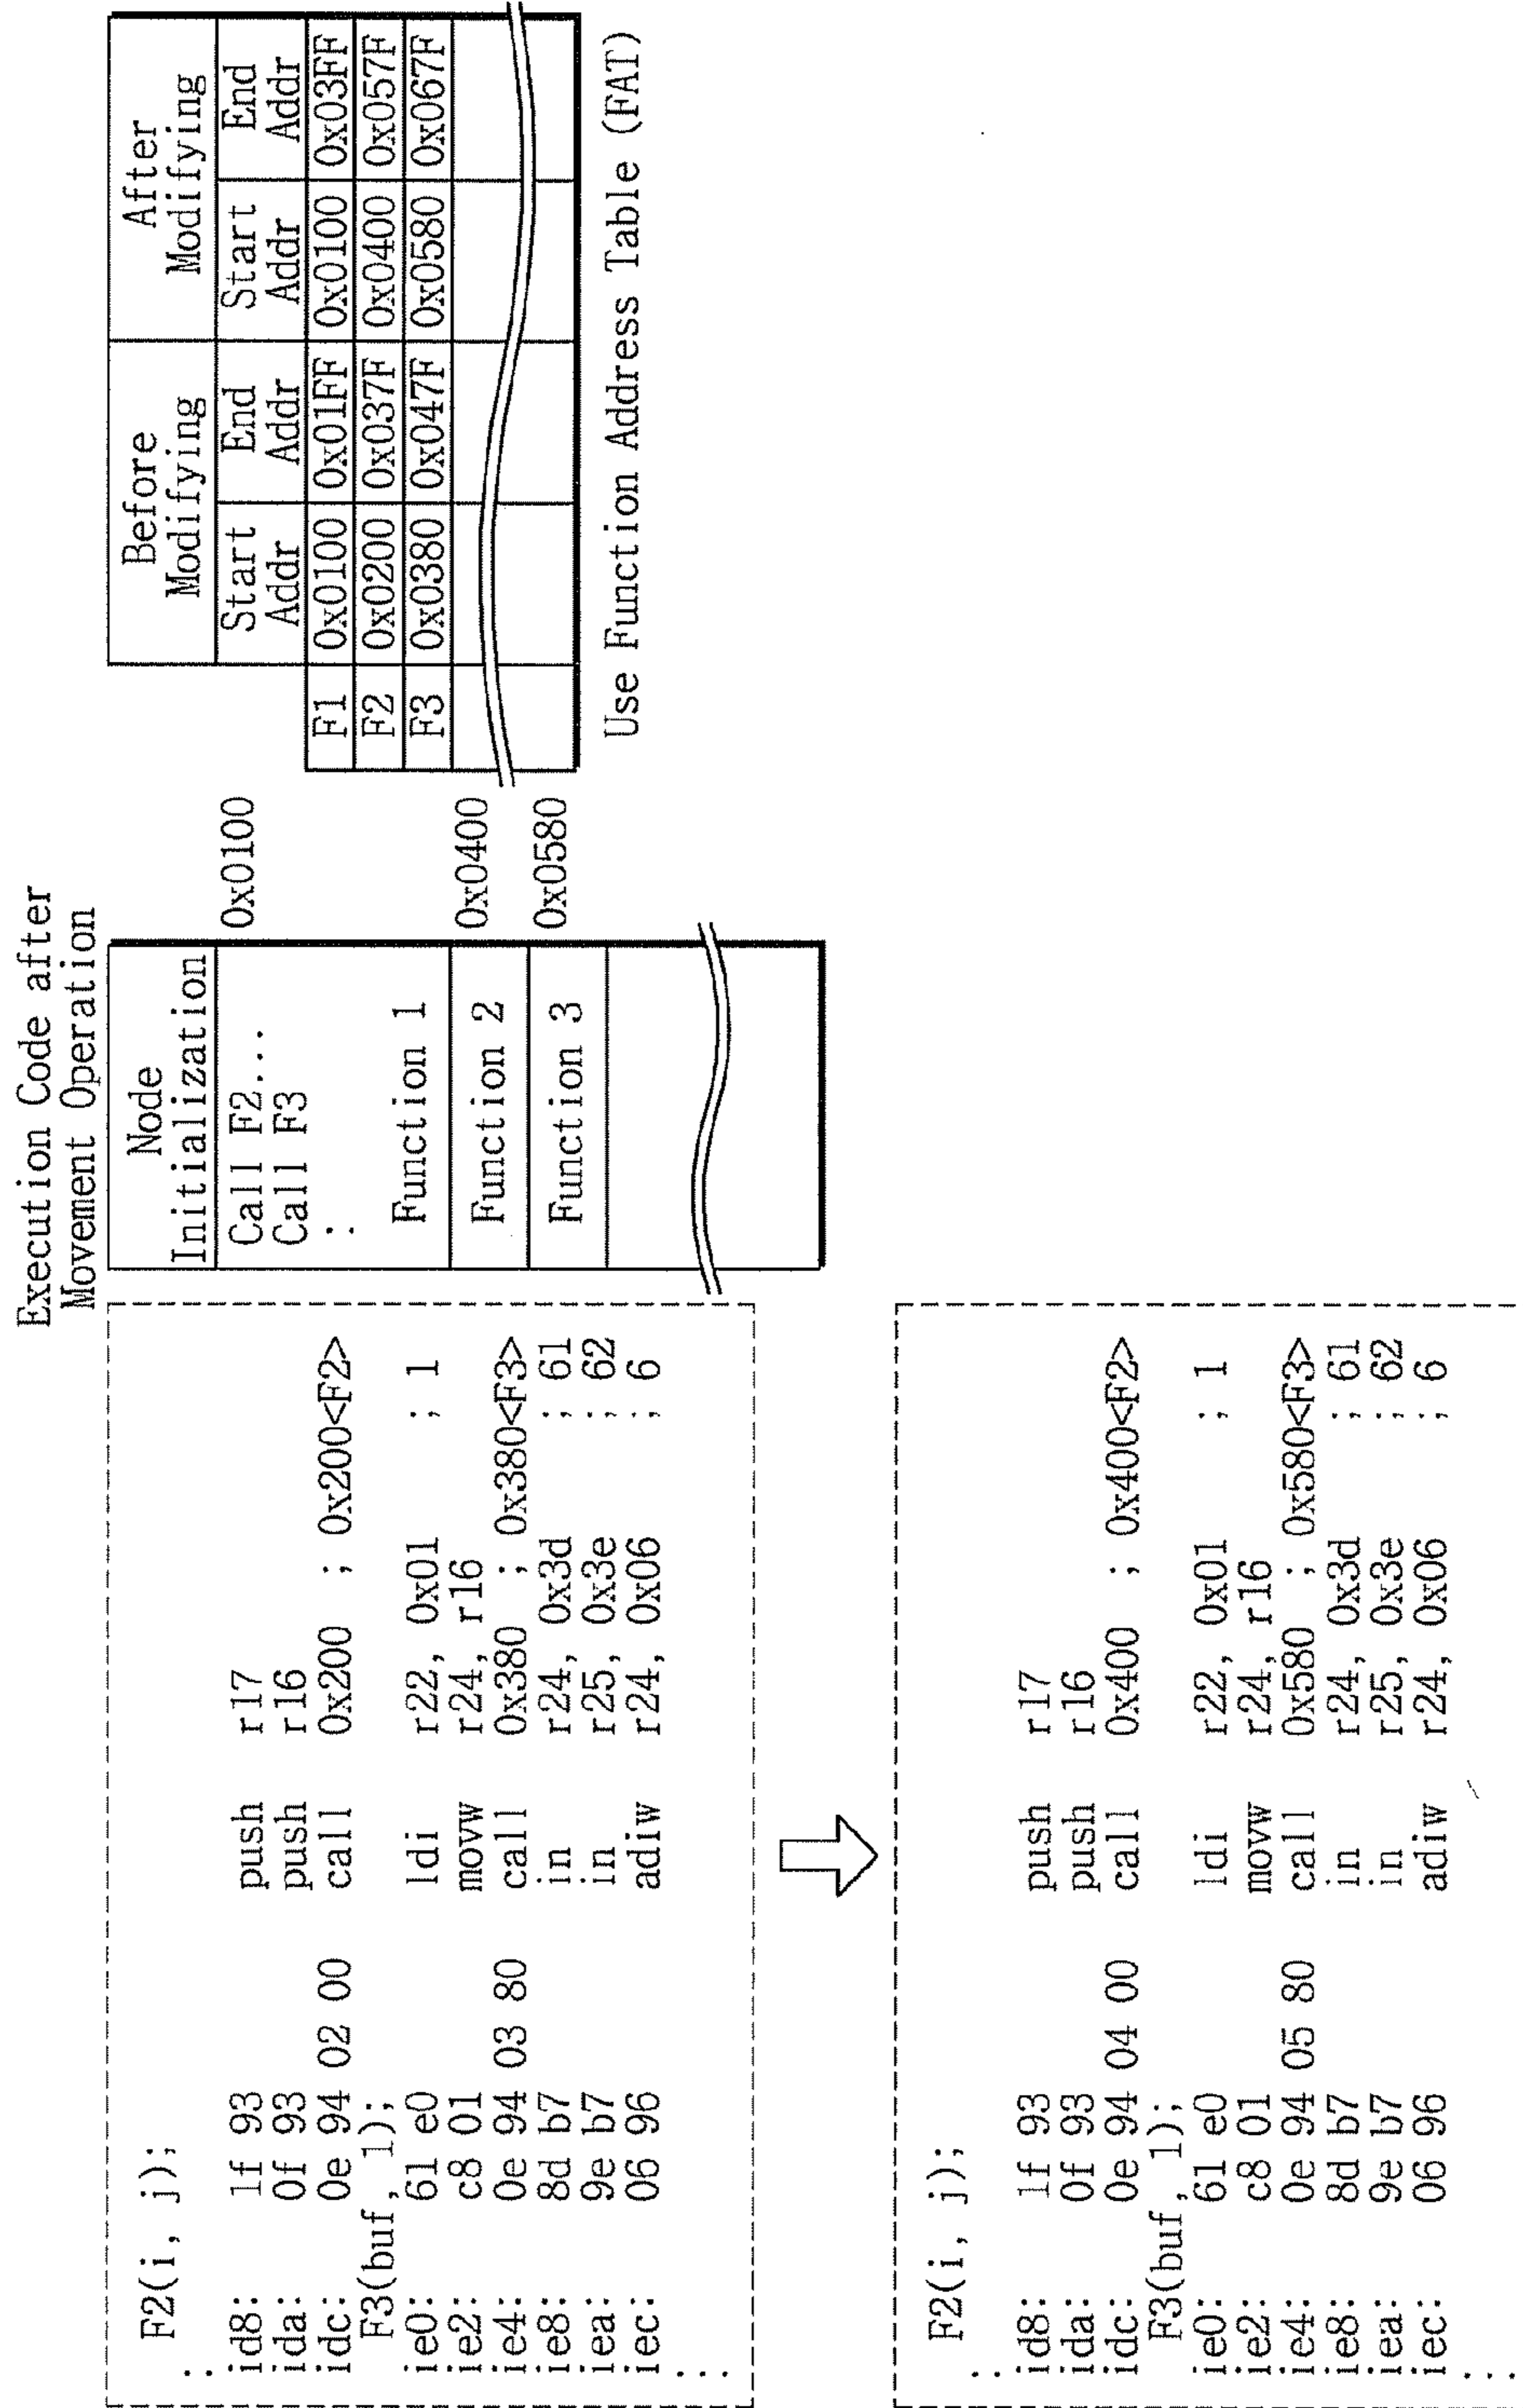 Execution Code after
Movement Operation
F2(i, j);
:
id8: 1f 93 push r17
ida: 0f 93 push r16
idc: 0e 94 02 00 call 0x200 ; 0x200<F2>
F3(buf, 1);
ie0: 61 e0 ldi r22, 0x01 ; 1
ie2: c8 01 movw r24, r16
ie4: 0e 94 03 80 call 0x380 ; 0x380<F3>
ie8: 8d b7 in r24, 0x3d ; 61
iea: 9e b7 in r25, 0x3e ; 62
iec: 06 96 adiw r24, 0x06 ; 6
...
F2(i, j);
:
id8: 1f 93 push r17
ida: 0f 93 push r16
idc: 0e 94 04 00 call 0x400 ; 0x400<F2>
F3(buf, 1);
ie0: 61 e0 ldi r22, 0x01 ; 1
ie2: c8 01 movw r24, r16
ie4: 0e 94 05 80 call 0x580 ; 0x580<F3>
ie8: 8d b7 in r24, 0x3d ; 61
iea: 9e b7 in r25, 0x3e ; 62
iec: 06 96 adiw r24, 0x06 ; 6
...
Node
Initialization
Call F2...
Call F3
:
Function 1
Function 2
Function 3
0x0100
0x0400
0x0580
Before Modifying After Modifying
Start Addr End Addr Start Addr End Addr
F1 0x0100 0x01FF 0x0100 0x03FF
F2 0x0200 0x037F 0x0400 0x057F
F3 0x0380 0x047F 0x0580 0x067F
Use Function Address Table (FAT)